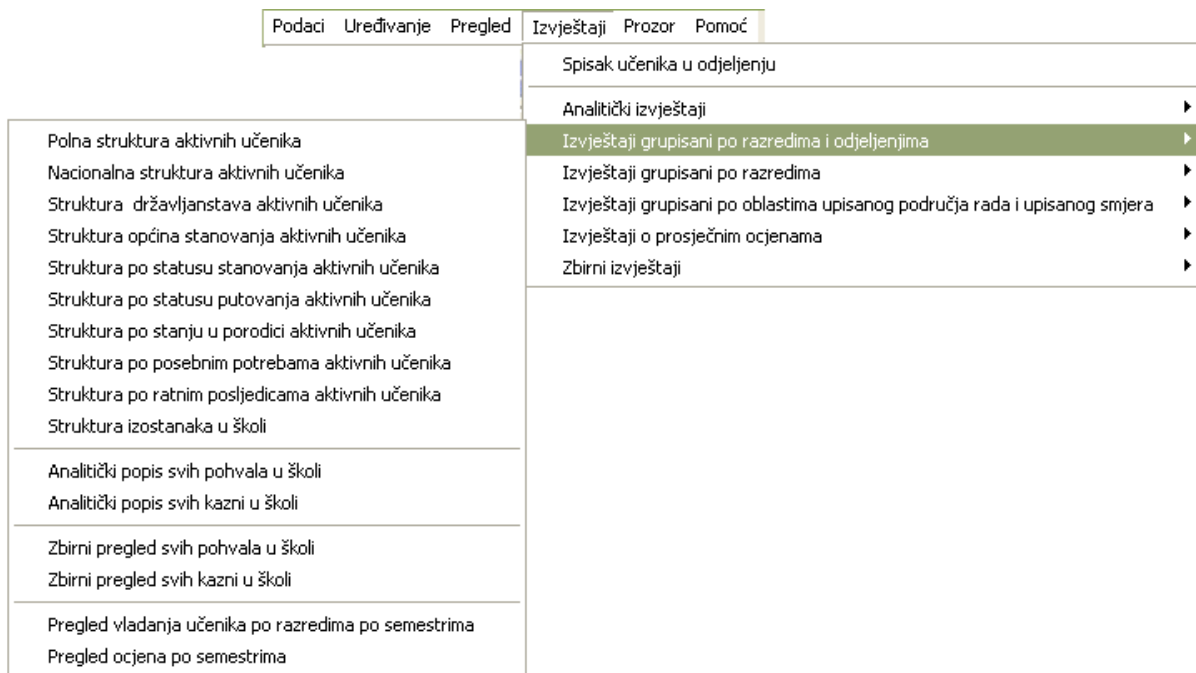 Podaci Uređivanje Pregled Izvještaji Prozor Pomoć
Spisak učenika u odjeljenju
Analitički izvještaji
Izvještaji grupisani po razredima i odjeljenjima
Izvještaji grupisani po razredima
Izvještaji grupisani po oblastima upisanog područja rada i upisanog smjera
Izvještaji o prosječnim ocjenama
Zbirni izvještaji
Polna struktura aktivnih učenika
Nacionalna struktura aktivnih učenika
Struktura državljanstava aktivnih učenika
Struktura općina stanovanja aktivnih učenika
Struktura po statusu stanovanja aktivnih učenika
Struktura po statusu putovanja aktivnih učenika
Struktura po stanju u porodici aktivnih učenika
Struktura po posebnim potrebama aktivnih učenika
Struktura po ratnim posljedicama aktivnih učenika
Struktura izostanaka u školi
Analitički popis svih pohvala u školi
Analitički popis svih kazni u školi
Zbirni pregled svih pohvala u školi
Zbirni pregled svih kazni u školi
Pregled vladanja učenika po razredima po semestrima
Pregled ocjena po semestrima